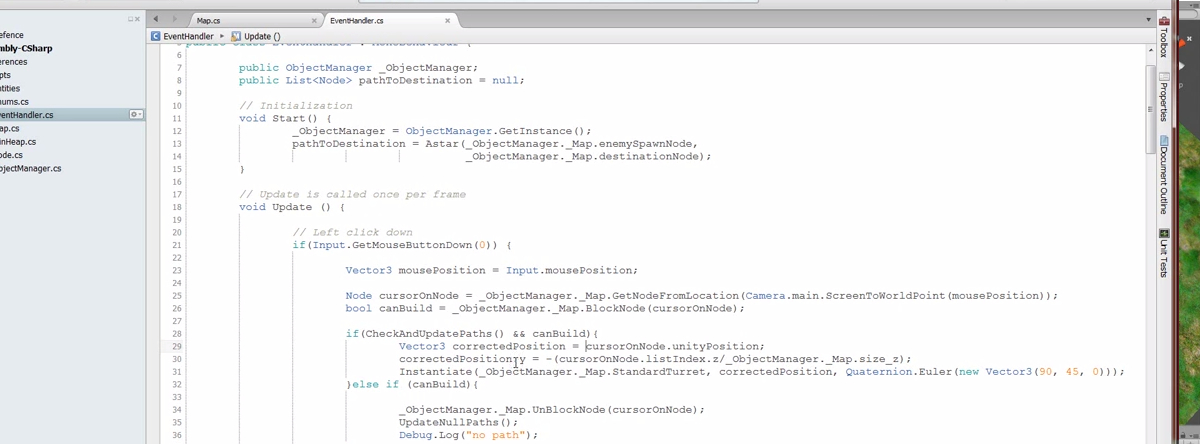 Map.cs
EventHandler.cs
EventHandler
Update ()
efence
mbly-CSharp
erences
pts
ntities
nums.cs
ventHandler.cs
ap.cs
inHeap.cs
ode.cs
bjectManager.cs
6
7 public ObjectManager _ObjectManager;
8 public List<Node> pathToDestination = null;
9
10 // Initialization
11 void Start() {
12 _ObjectManager = ObjectManager.GetInstance();
13 pathToDestination = Astar(_ObjectManager._Map.enemySpawnNode,
14 _ObjectManager._Map.destinationNode);
15 }
16
17 // Update is called once per frame
18 void Update () {
19
20 // Left click down
21 if(Input.GetMouseButtonDown(0)) {
22
23 Vector3 mousePosition = Input.mousePosition;
24
25 Node cursorOnNode = _ObjectManager._Map.GetNodeFromLocation(Camera.main.ScreenToWorldPoint(mousePosition));
26 bool canBuild = _ObjectManager._Map.BlockNode(cursorOnNode);
27
28 if(CheckAndUpdatePaths() && canBuild){
29 Vector3 correctedPosition = cursorOnNode.unityPosition;
30 correctedPosition.y = -(cursorOnNode.listIndex.z/_ObjectManager._Map.size_z);
31 Instantiate(_ObjectManager._Map.StandardTurret, correctedPosition, Quaternion.Euler(new Vector3(90, 45, 0)));
32 }else if (canBuild){
33
34 _ObjectManager._Map.UnBlockNode(cursorOnNode);
35 UpdateNullPaths();
36 Debug.Log("no path");
Toolbox
Properties
Document Outline
Unit Tests